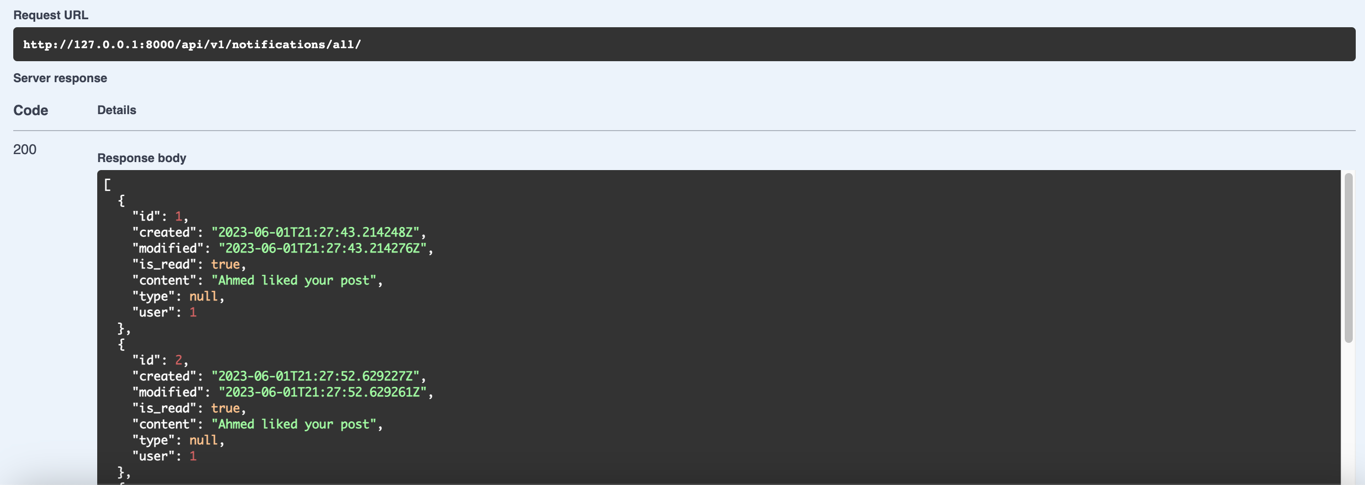 Request URL
http://127.0.0.1:8000/api/v1/notifications/all/
Server response
Code Details
200
Response body
[
{
"id": 1,
"created": "2023-06-01T21:27:43.214248Z",
"modified": "2023-06-01T21:27:43.214276Z",
"is_read": true,
"content": "Ahmed liked your post",
"type": null,
"user": 1
},
{
"id": 2,
"created": "2023-06-01T21:27:52.629227Z",
"modified": "2023-06-01T21:27:52.629261Z",
"is_read": true,
"content": "Ahmed liked your post",
"type": null,
"user": 1
},